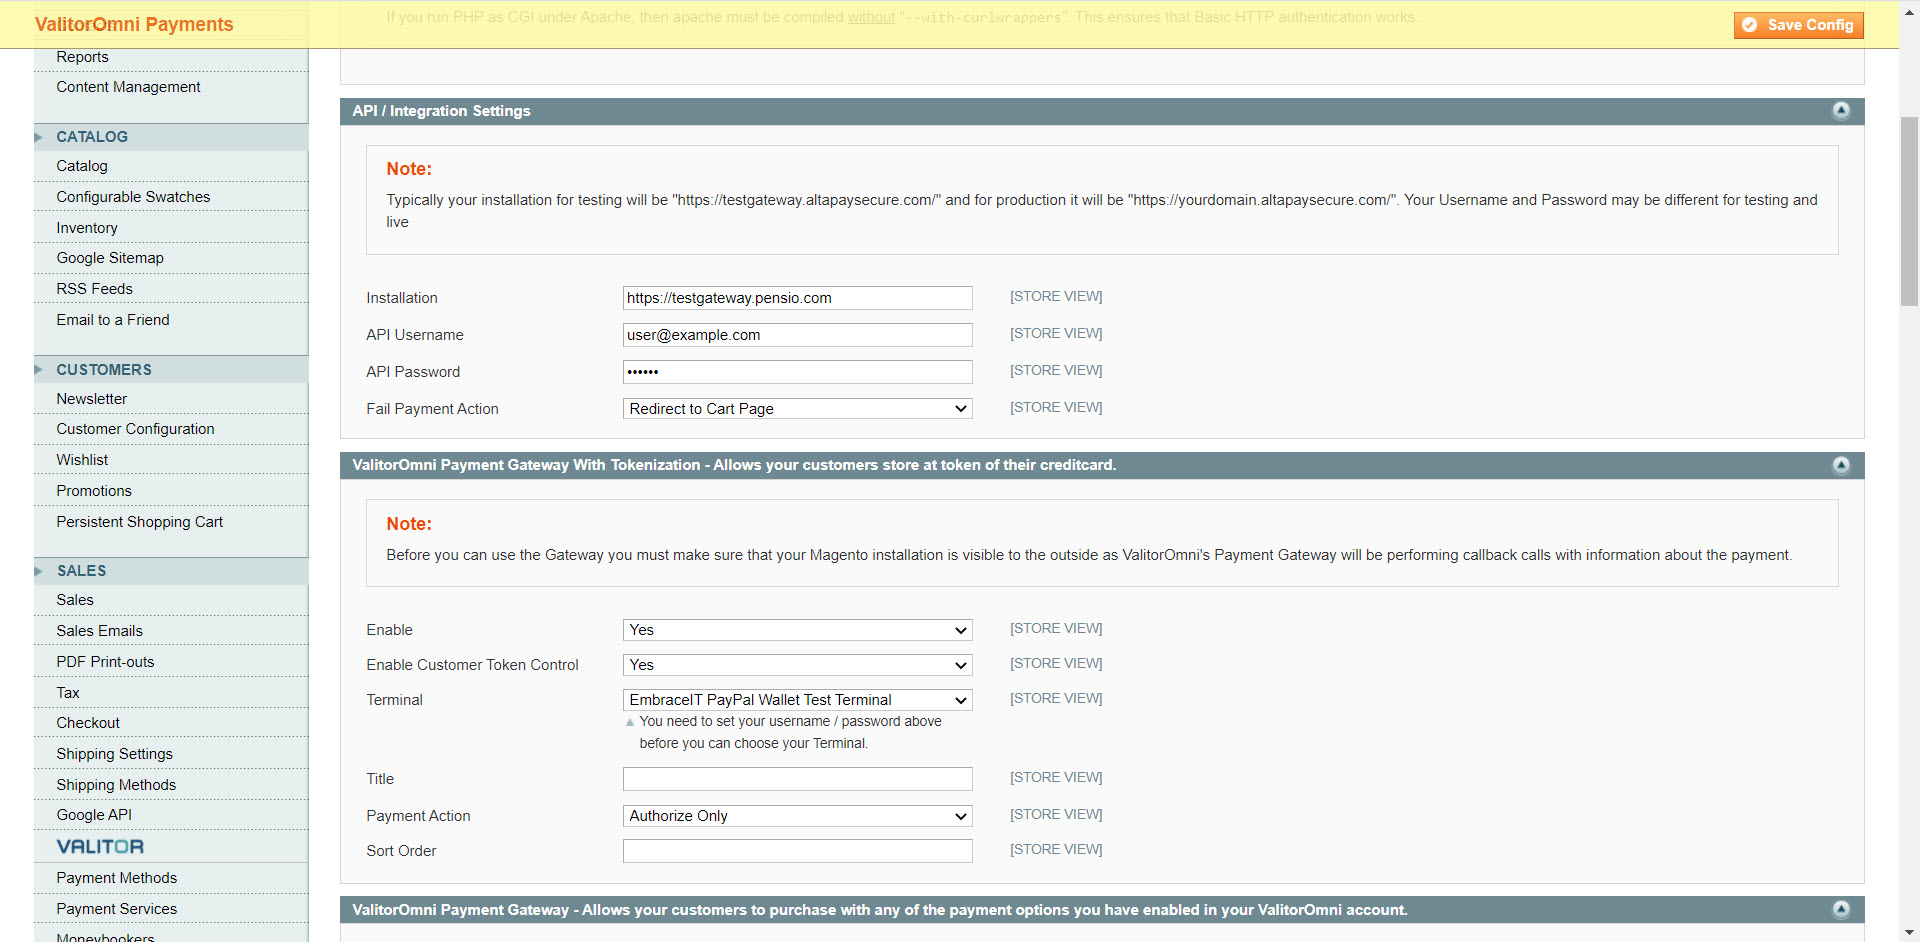 If you run PHP as CGI under Apache, then apache must be compiled without "--with-curlwrappers". This ensures that Basic HTTP authentication works.
ValitorOmni Payments
Save Config
Reports
Content Management
CATALOG
Catalog
Configurable Swatches
Inventory
Google Sitemap
RSS Feeds
Email to a Friend
CUSTOMERS
Newsletter
Customer Configuration
Wishlist
Promotions
Persistent Shopping Cart
SALES
Sales
Sales Emails
PDF Print-outs
Tax
Checkout
Shipping Settings
Shipping Methods
Google API
VALITOR
Payment Methods
Payment Services
Moneybookers
API / Integration Settings
Note:
Typically your installation for testing will be "https://testgateway.altapaysecure.com/" and for production it will be "https://yourdomain.altapaysecure.com/". Your Username and Password may be different for testing and
live
Installation https://testgateway.pensio.com [STORE VIEW]
API Username user@example.com [STORE VIEW]
API Password •••••• [STORE VIEW]
Fail Payment Action Redirect to Cart Page [STORE VIEW]
ValitorOmni Payment Gateway With Tokenization - Allows your customers store at token of their creditcard.
Note:
Before you can use the Gateway you must make sure that your Magento installation is visible to the outside as ValitorOmni's Payment Gateway will be performing callback calls with information about the payment.
Enable Yes [STORE VIEW]
Enable Customer Token Control Yes [STORE VIEW]
Terminal EmbraceIT PayPal Wallet Test Terminal [STORE VIEW]
You need to set your username / password above
before you can choose your Terminal.
Title [STORE VIEW]
Payment Action Authorize Only [STORE VIEW]
Sort Order [STORE VIEW]
ValitorOmni Payment Gateway - Allows your customers to purchase with any of the payment options you have enabled in your ValitorOmni account.